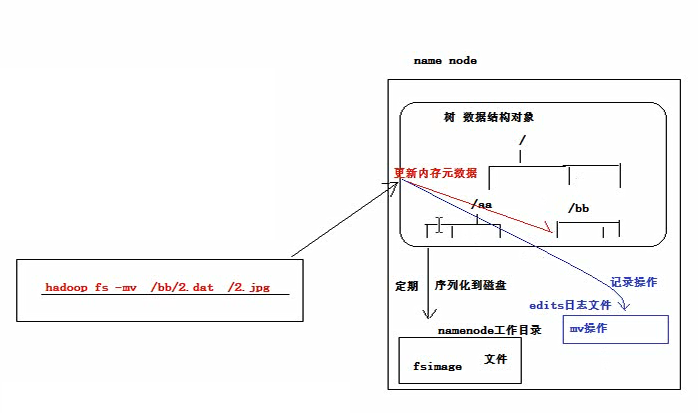 name node
树 数据结构对象
/
更新内存元数据
/aa
/bb
hadoop fs -mv /bb/2.dat /2.jpg
定期 序列化到磁盘
记录操作
edits日志文件
namenode工作目录
mv操作
fsimage 文件